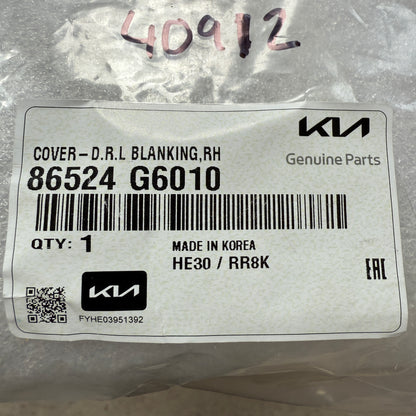 40912
KIA
COVER-D.R.L BLANKING,RH
Genuine Parts
86524 G6010
QTY: 1
MADE IN KOREA
HE30 / RR8K
KIA
EAC
FYHE03951392